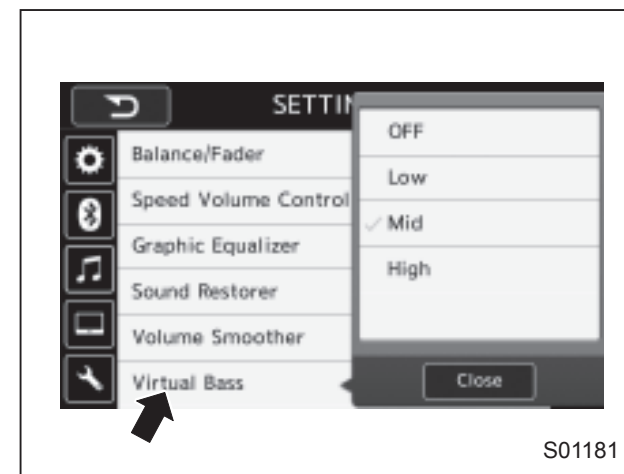 SETTIN
Balance/Fader
Speed Volume Control
Graphic Equalizer
Sound Restorer
Volume Smoother
Virtual Bass
OFF
Low
Mid
High
Close
S01181